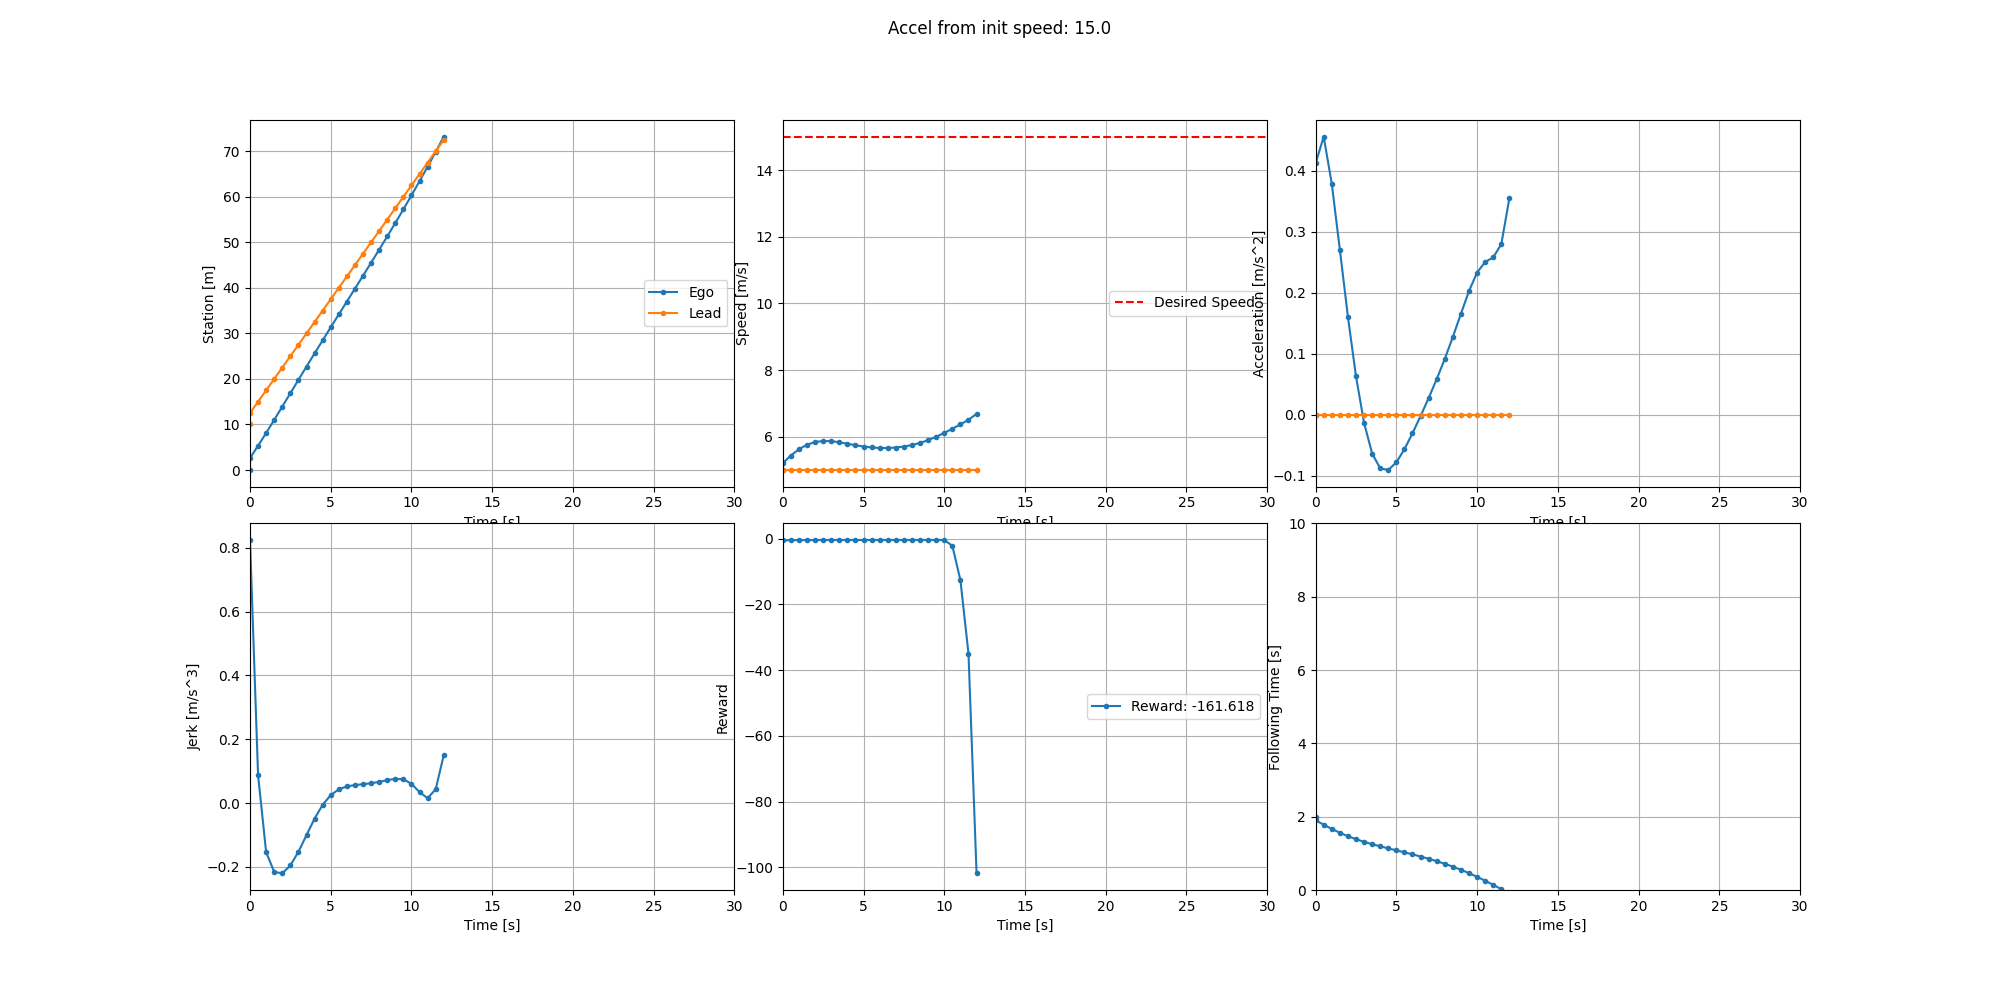 Accel from init speed: 15.0
Station [m]
70
60
50
40
30
20
10
0
Ego
Lead
0 5 10 15 20 25 30
Time [s]
Speed [m/s]
14
12
10
8
6
Desired Speed
0 5 10 15 20 25 30
Time [s]
Acceleration [m/s^2]
0.4
0.3
0.2
0.1
0.0
−0.1
0 5 10 15 20 25 30
Time [s]
Jerk [m/s^3]
0.8
0.6
0.4
0.2
0.0
−0.2
0 5 10 15 20 25 30
Time [s]
Reward
0
−20
−40
−60
−80
−100
Reward: -161.618
0 5 10 15 20 25 30
Time [s]
Following Time [s]
10
8
6
4
2
0
0 5 10 15 20 25 30
Time [s]